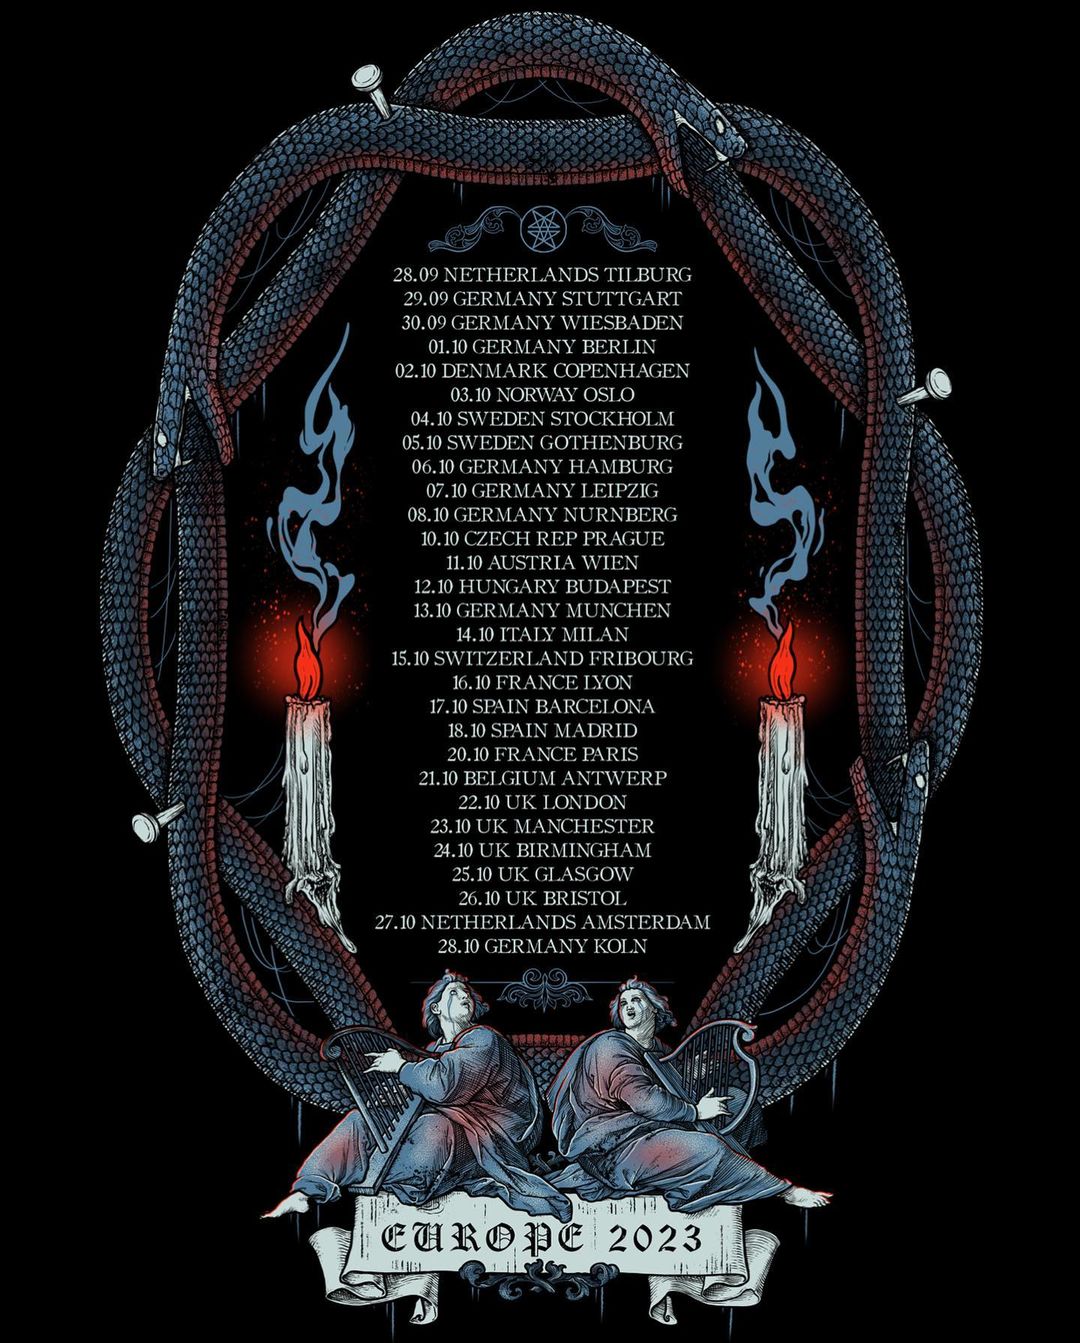 28.09 NETHERLANDS TILBURG
29.09 GERMANY STUTTGART
30.09 GERMANY WIESBADEN
01.10 GERMANY BERLIN
02.10 DENMARK COPENHAGEN
03.10 NORWAY OSLO
04.10 SWEDEN STOCKHOLM
05.10 SWEDEN GOTHENBURG
06.10 GERMANY HAMBURG
07.10 GERMANY LEIPZIG
08.10 GERMANY NURNBERG
10.10 CZECH REP PRAGUE
11.10 AUSTRIA WIEN
12.10 HUNGARY BUDAPEST
13.10 GERMANY MUNCHEN
14.10 ITALY MILAN
15.10 SWITZERLAND FRIBOURG
16.10 FRANCE LYON
17.10 SPAIN BARCELONA
18.10 SPAIN MADRID
20.10 FRANCE PARIS
21.10 BELGIUM ANTWERP
22.10 UK LONDON
23.10 UK MANCHESTER
24.10 UK BIRMINGHAM
25.10 UK GLASGOW
26.10 UK BRISTOL
27.10 NETHERLANDS AMSTERDAM
28.10 GERMANY KOLN
EUROPE 2023